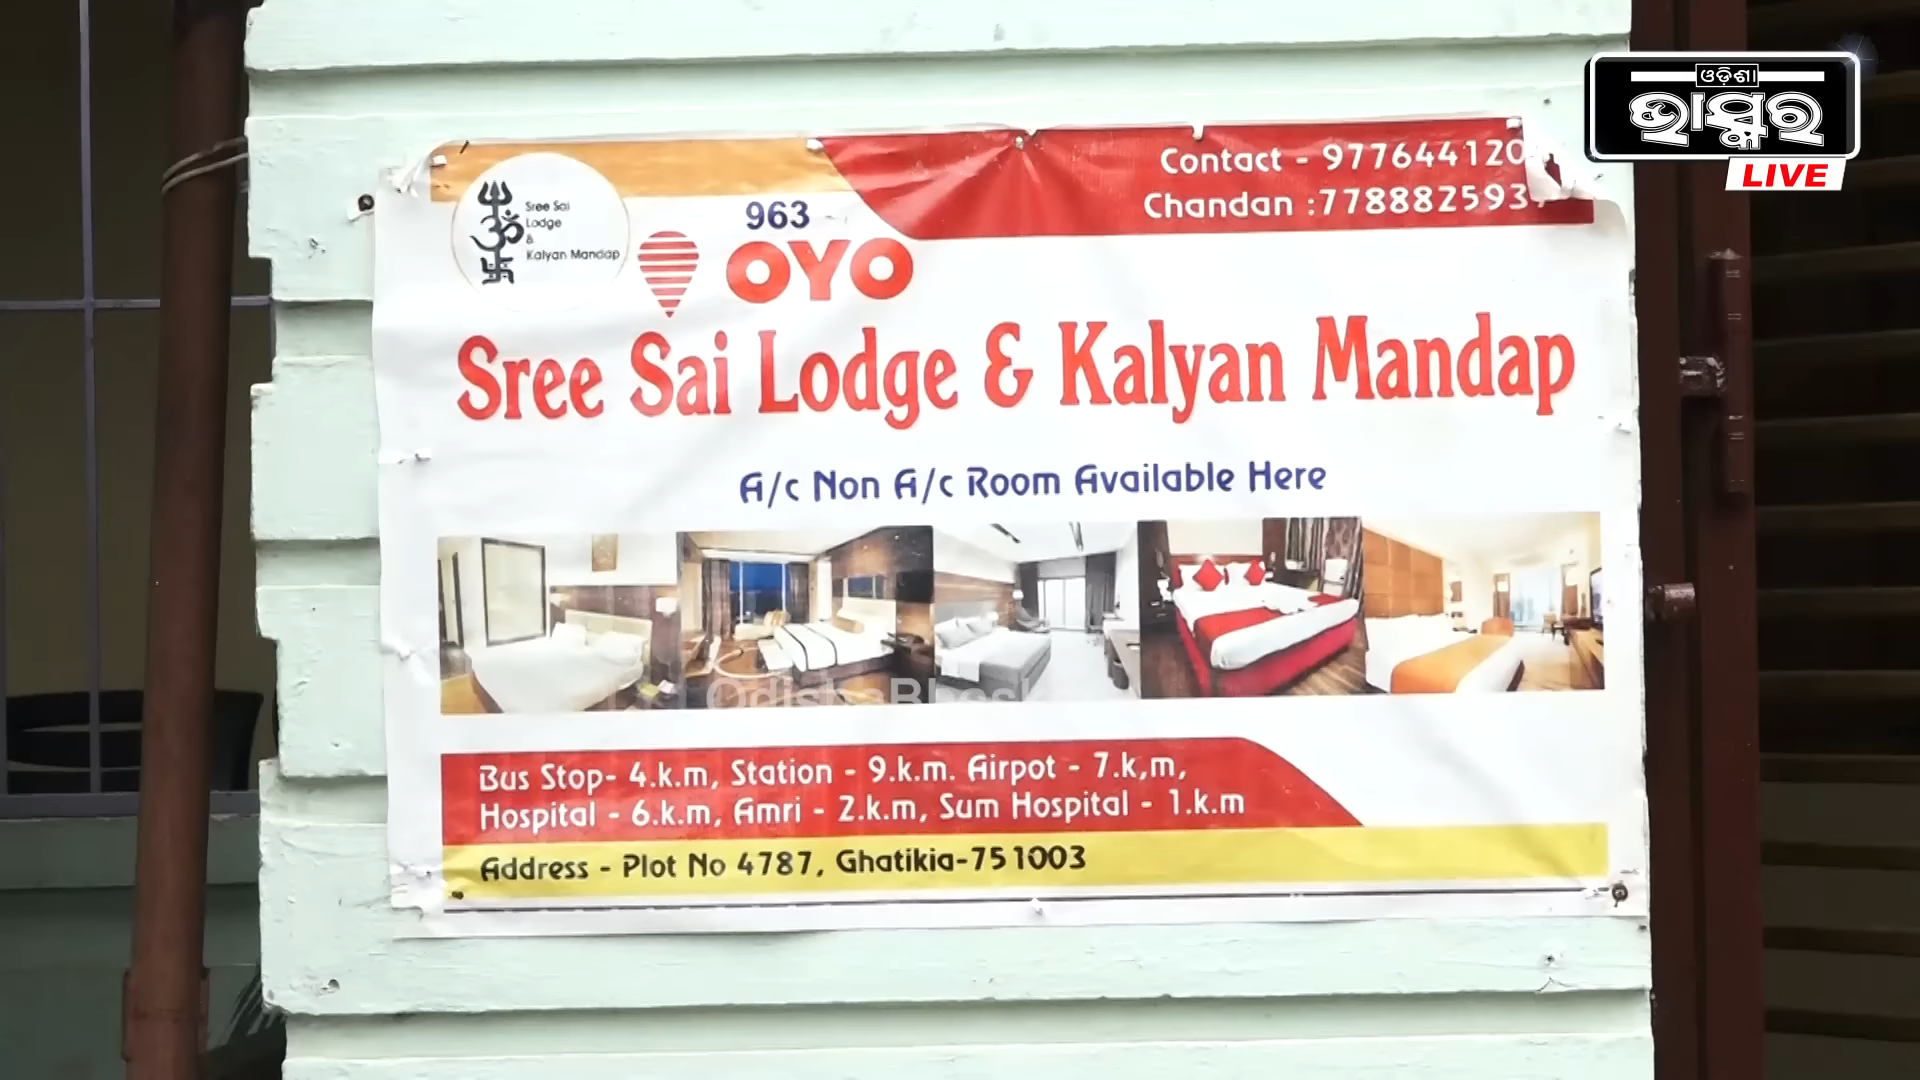 ଓଡ଼ିଶା
ଭାସ୍କର
LIVE
Contact - 977644120
Chandan :778882593
Sree Sai
Lodge
&
Kalyan Mandap
963
OYO
Sree Sai Lodge & Kalyan Mandap
A/c Non A/c Room Available Here
Bus Stop- 4.k.m, Station - 9.k.m. Airpot - 7.k,m,
Hospital - 6.k.m, Amri - 2.k.m, Sum Hospital - 1.k.m
Address - Plot No 4787, Ghatikia-751003